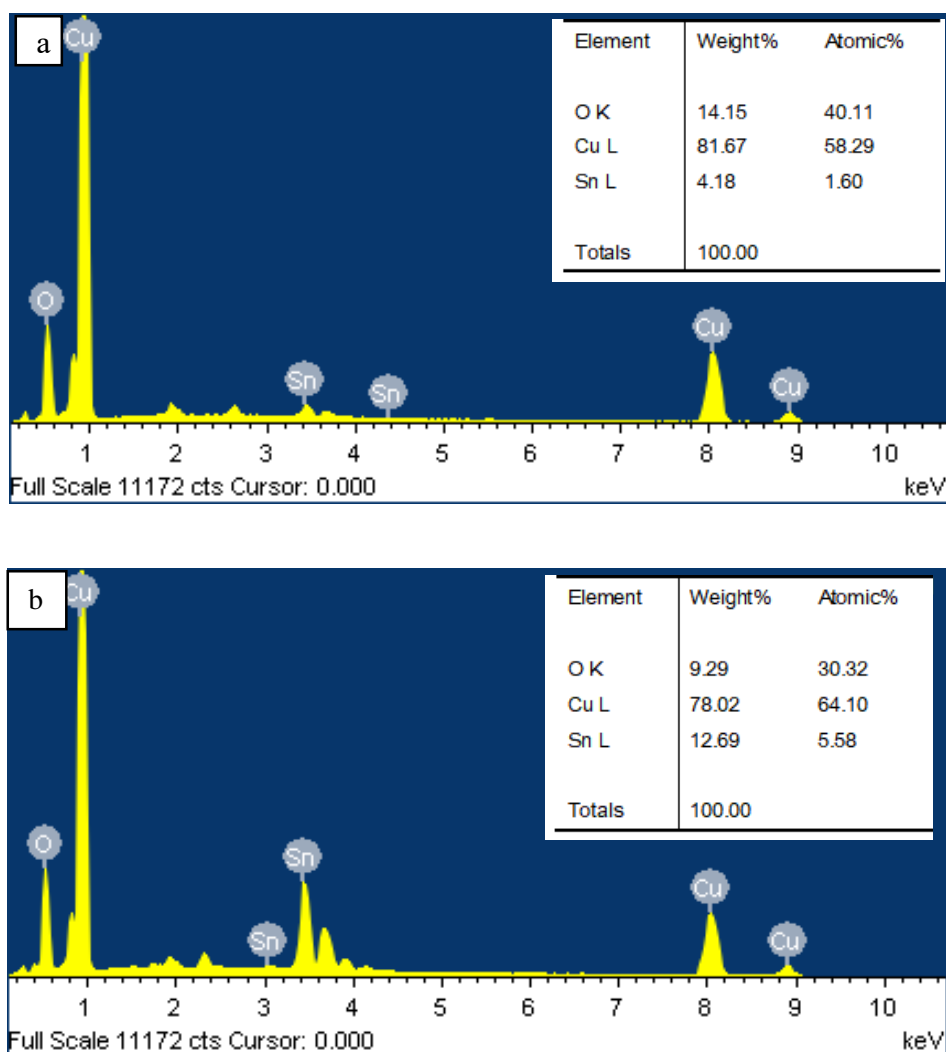 a
Element Weight% Atomic%
O K 14.15 40.11
Cu L 81.67 58.29
Sn L 4.18 1.60
Totals 100.00
Cu
O
Sn
Sn
Cu
Cu
1 2 3 4 5 6 7 8 9 10
Full Scale 11172 cts Cursor: 0.000 keV
b
Element Weight% Atomic%
O K 9.29 30.32
Cu L 78.02 64.10
Sn L 12.69 5.58
Totals 100.00
Cu
O
Sn
Sn
Cu
Cu
1 2 3 4 5 6 7 8 9 10
Full Scale 11172 cts Cursor: 0.000 keV